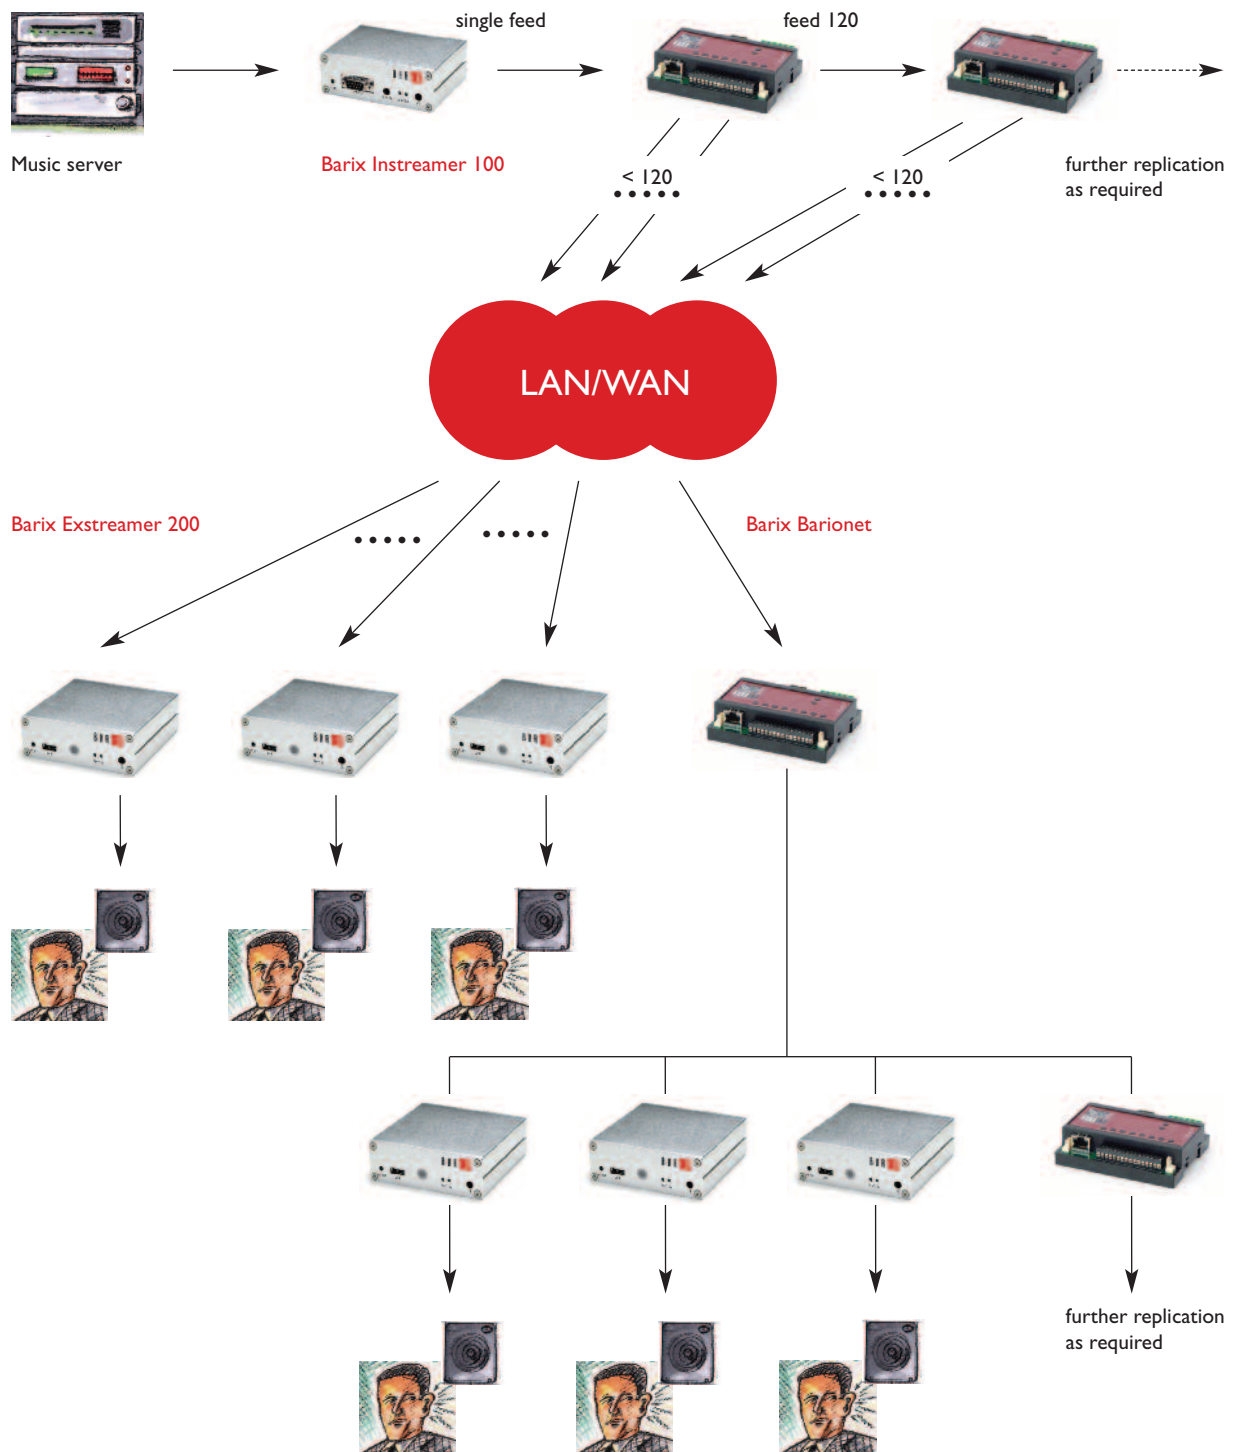 single feed
feed 120
Music server
Barix Instreamer 100
< 120
< 120
further replication
as required
LAN/WAN
Barix Exstreamer 200
Barix Barionet
further replication
as required